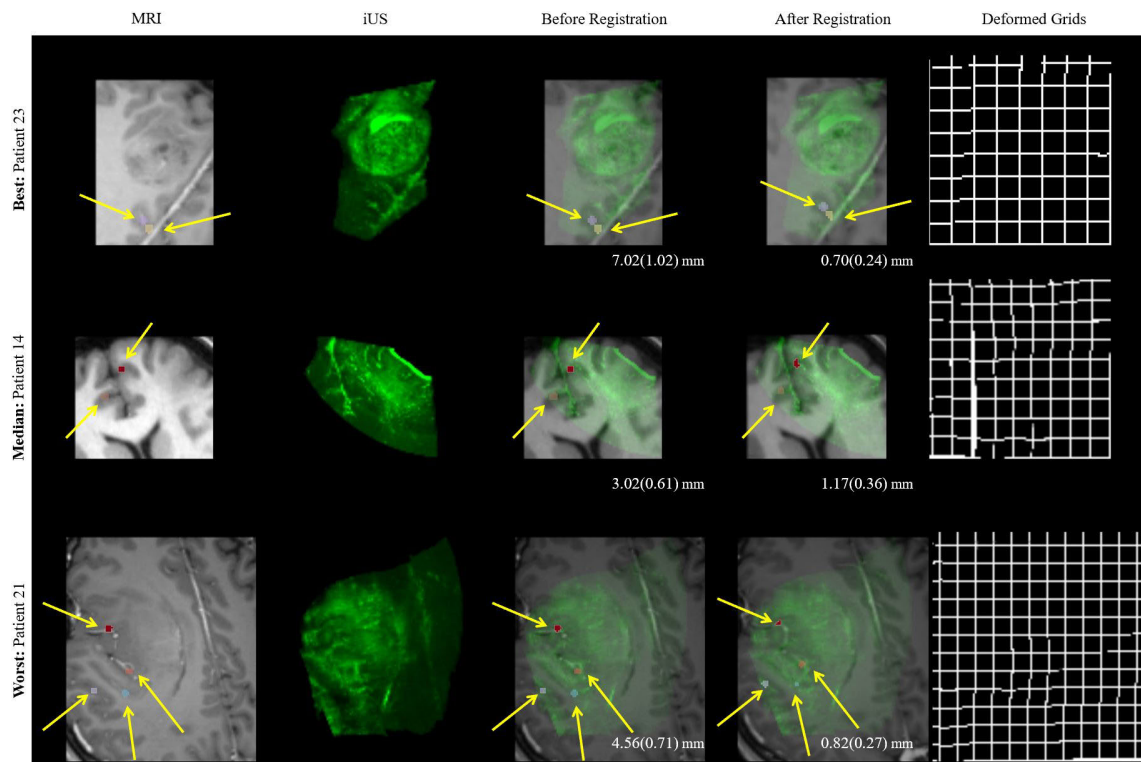 MRI iUS Before Registration After Registration Deformed Grids
Best: Patient 23
7.02(1.02) mm 0.70(0.24) mm
Median: Patient 14
3.02(0.61) mm 1.17(0.36) mm
Worst: Patient 21
4.56(0.71) mm 0.82(0.27) mm